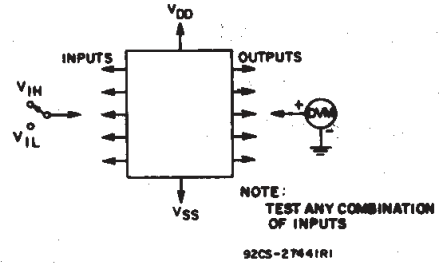 VDD
INPUTS
OUTPUTS
VIH
VIL
+
DVM
-
VSS
NOTE:
TEST ANY COMBINATION
OF INPUTS
92CS-27441R1